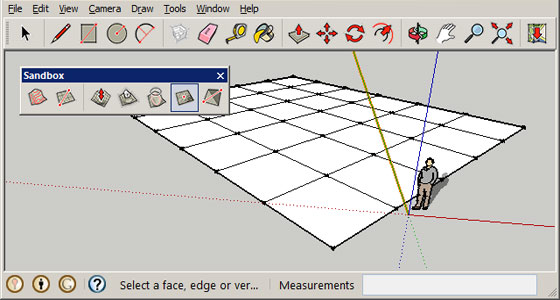 File Edit View Camera Draw Tools Window Help
Sandbox
Select a face, edge or ver... Measurements